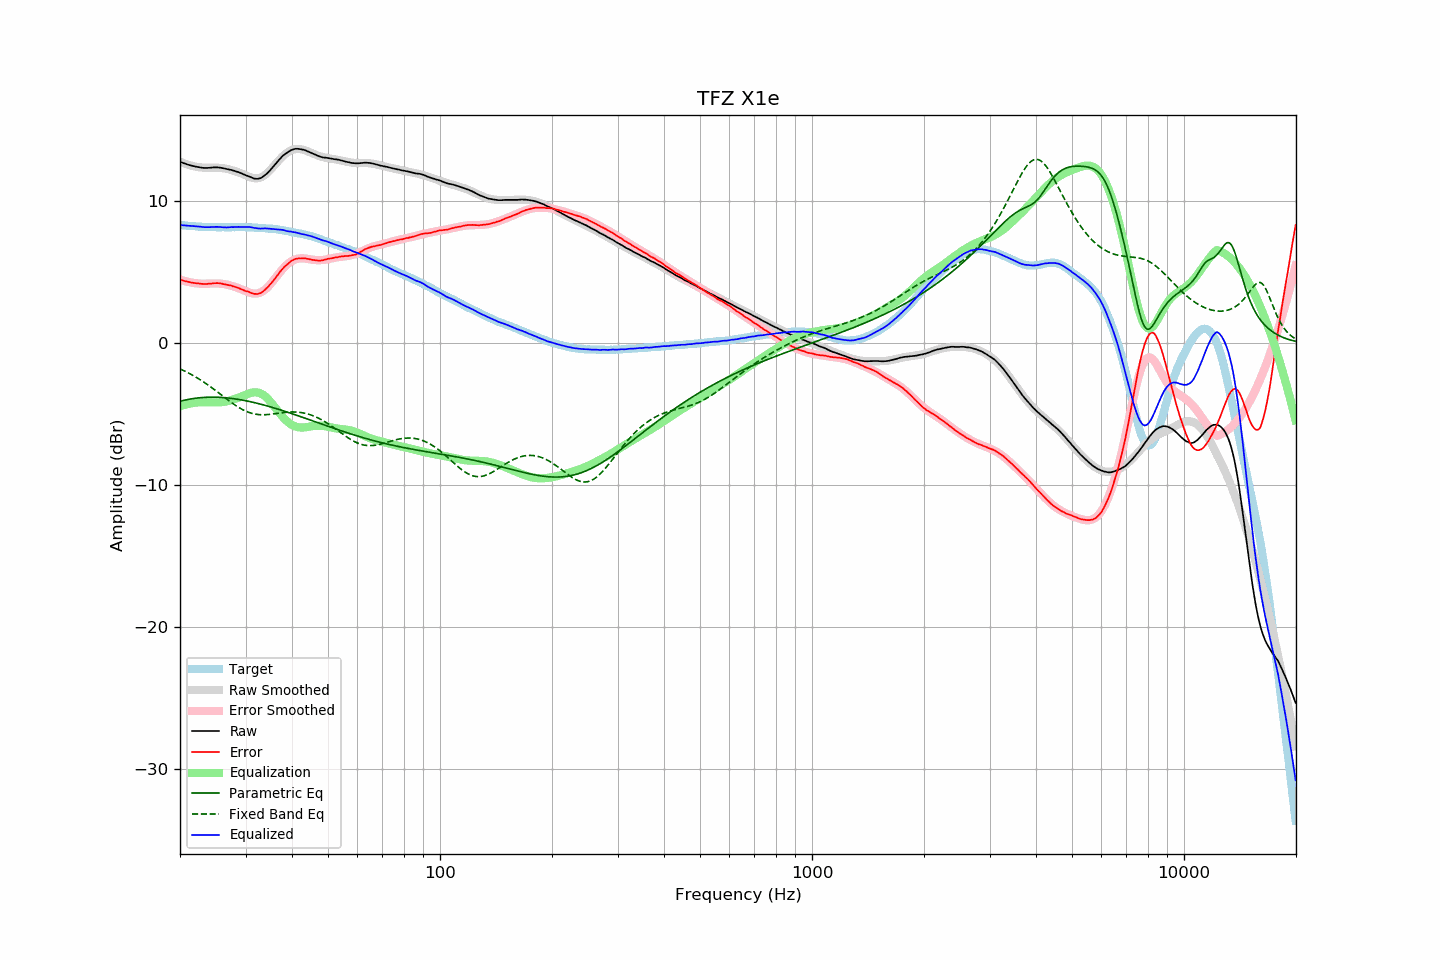 TFZ X1e
Amplitude (dBr)
10
0
−10
−20
−30
Target
Raw Smoothed
Error Smoothed
Raw
Error
Equalization
Parametric Eq
Fixed Band Eq
Equalized
100
1000
10000
Frequency (Hz)